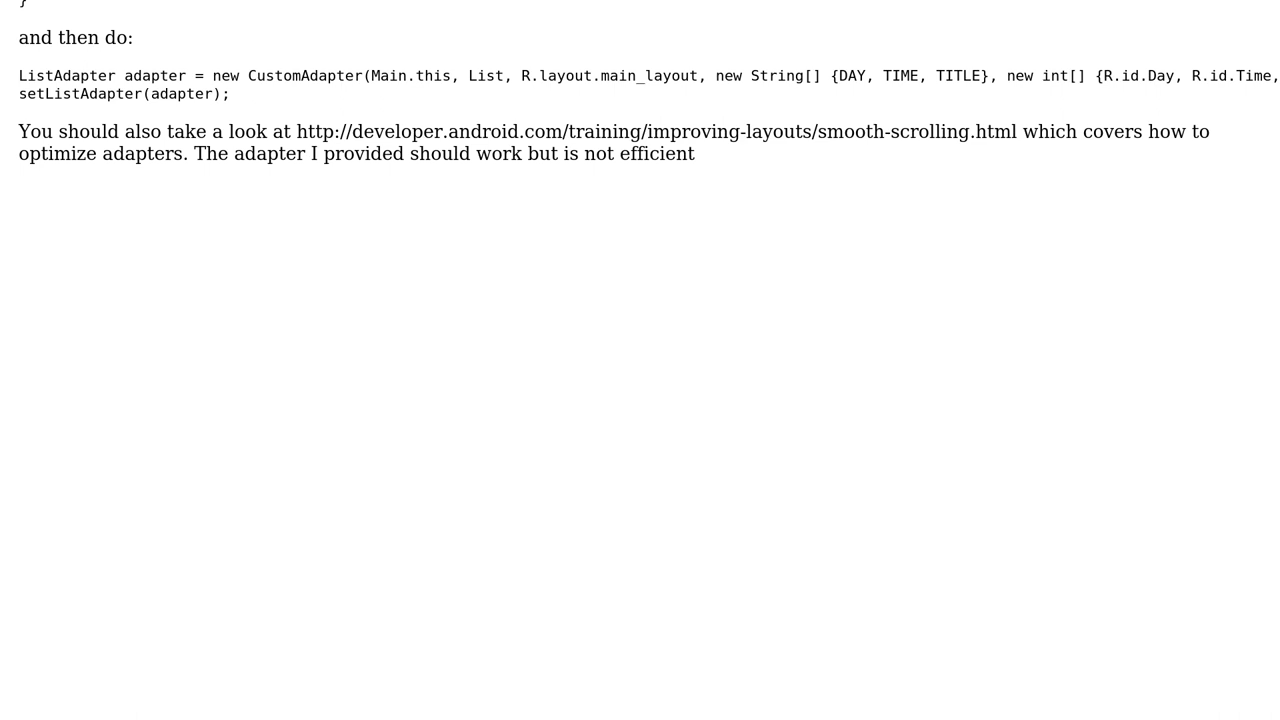 }
and then do:
ListAdapter adapter = new CustomAdapter(Main.this, List, R.layout.main_layout, new String[] {DAY, TIME, TITLE}, new int[] {R.id.Day, R.id.Time,
setListAdapter(adapter);
You should also take a look at http://developer.android.com/training/improving-layouts/smooth-scrolling.html which covers how to
optimize adapters. The adapter I provided should work but is not efficient